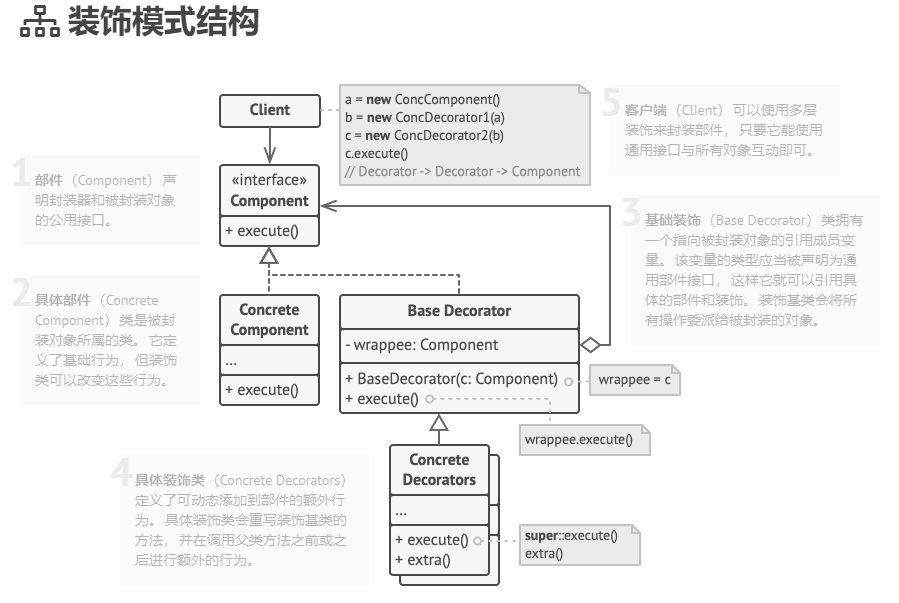 装饰模式结构
Client
a = new ConcComponent()
b = new ConcDecorator1(a)
c = new ConcDecorator2(b)
c.execute()
// Decorator -> Decorator -> Component
5
客户端 （Client） 可以使用多层
装饰来封装部件， 只要它能使用
通用接口与所有对象互动即可。
1
部件 （Component） 声
明封装器和被封装对象
的公用接口。
«interface»
Component
+ execute()
3
基础装饰 （Base Decorator） 类拥有
一个指向被封装对象的引用成员变
量。 该变量的类型应当被声明为通
用部件接口， 这样它就可以引用具
体的部件和装饰。 装饰基类会将所
有操作委派给被封装的对象。
2
具体部件 （Concrete
Component） 类是被封
装对象所属的类。 它定
义了基础行为， 但装饰
类可以改变这些行为。
Concrete
Component
...
+ execute()
Base Decorator
- wrappee: Component
+ BaseDecorator(c: Component)
+ execute()
wrappee = c
wrappee.execute()
4
具体装饰类 （Concrete Decorators）
定义了可动态添加到部件的额外行
为。 具体装饰类会重写装饰基类的
方法， 并在调用父类方法之前或之
后进行额外的行为。
Concrete
Decorators
...
+ execute()
+ extra()
super::execute()
extra()